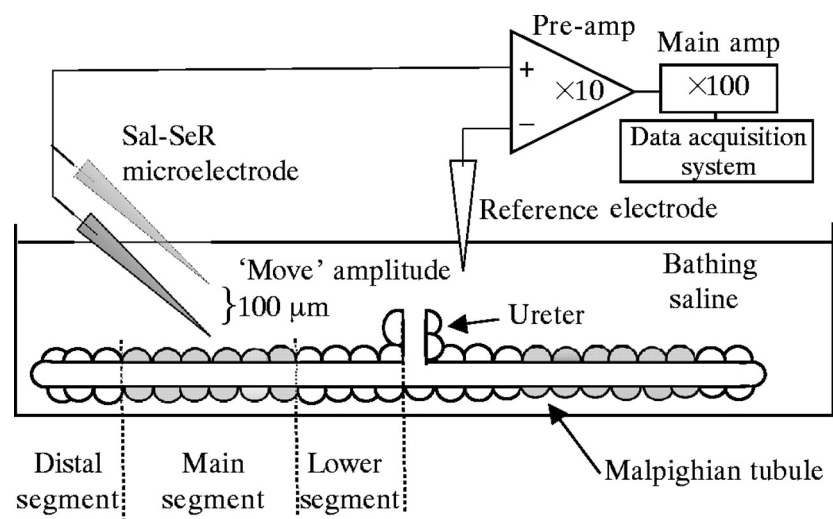 Pre-amp
+
×10
−
Main amp
×100
Data acquisition
system
Sal-SeR
microelectrode
Reference electrode
'Move' amplitude
} 100 μm
Bathing
saline
Ureter
Distal
segment
Main
segment
Lower
segment
Malpighian tubule